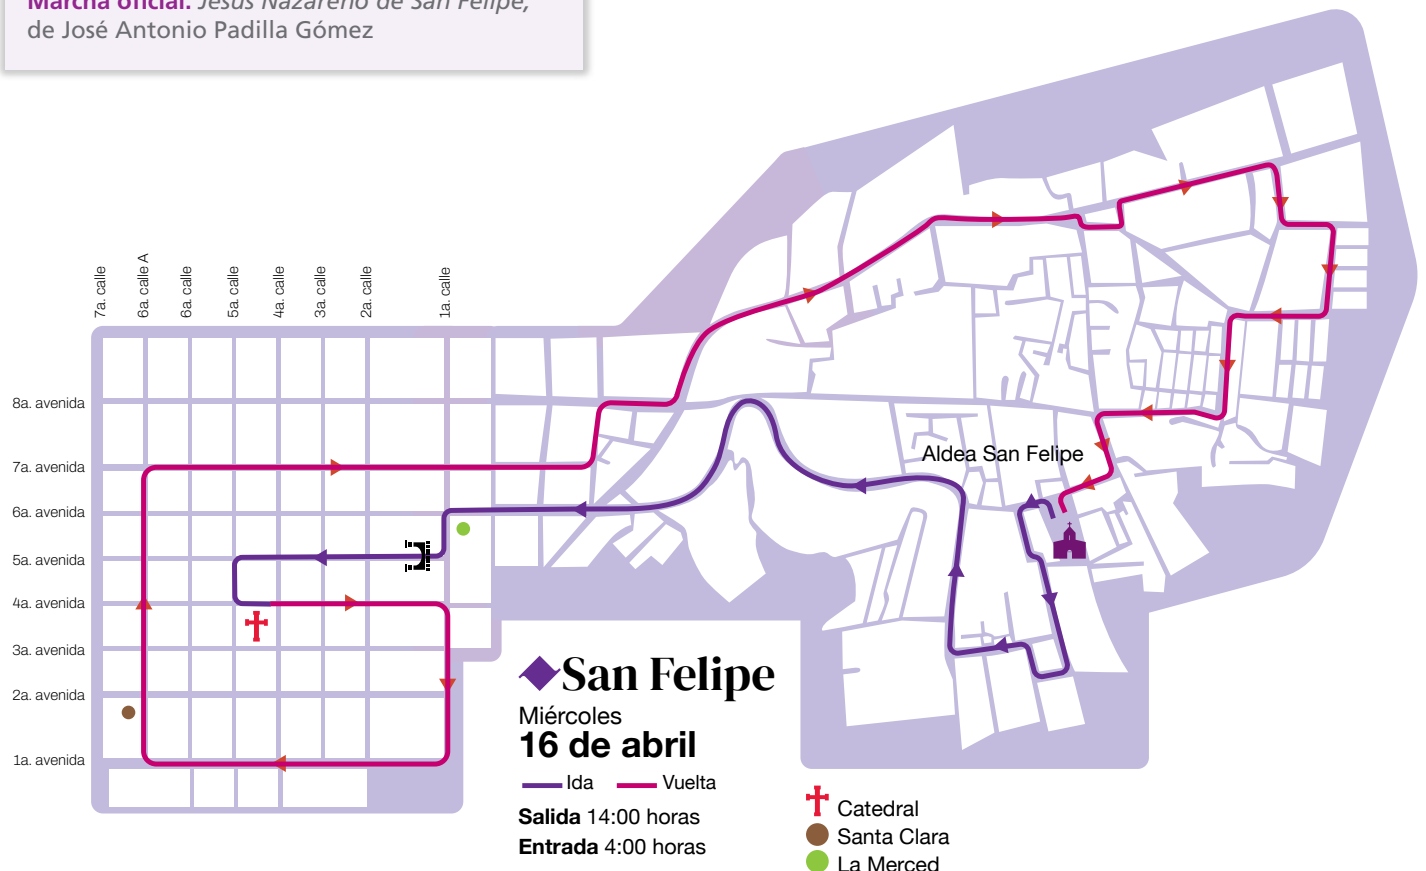 Marcha oficial: Jesús Nazareno de San Felipe,
de José Antonio Padilla Gómez
7a. calle
6a. calle A
6a. calle
5a. calle
4a. calle
3a. calle
2a. calle
1a. calle
8a. avenida
7a. avenida
6a. avenida
5a. avenida
4a. avenida
3a. avenida
2a. avenida
1a. avenida
Aldea San Felipe
San Felipe
Miércoles
16 de abril
Ida Vuelta
Salida 14:00 horas
Entrada 4:00 horas
Catedral
Santa Clara
La Merced